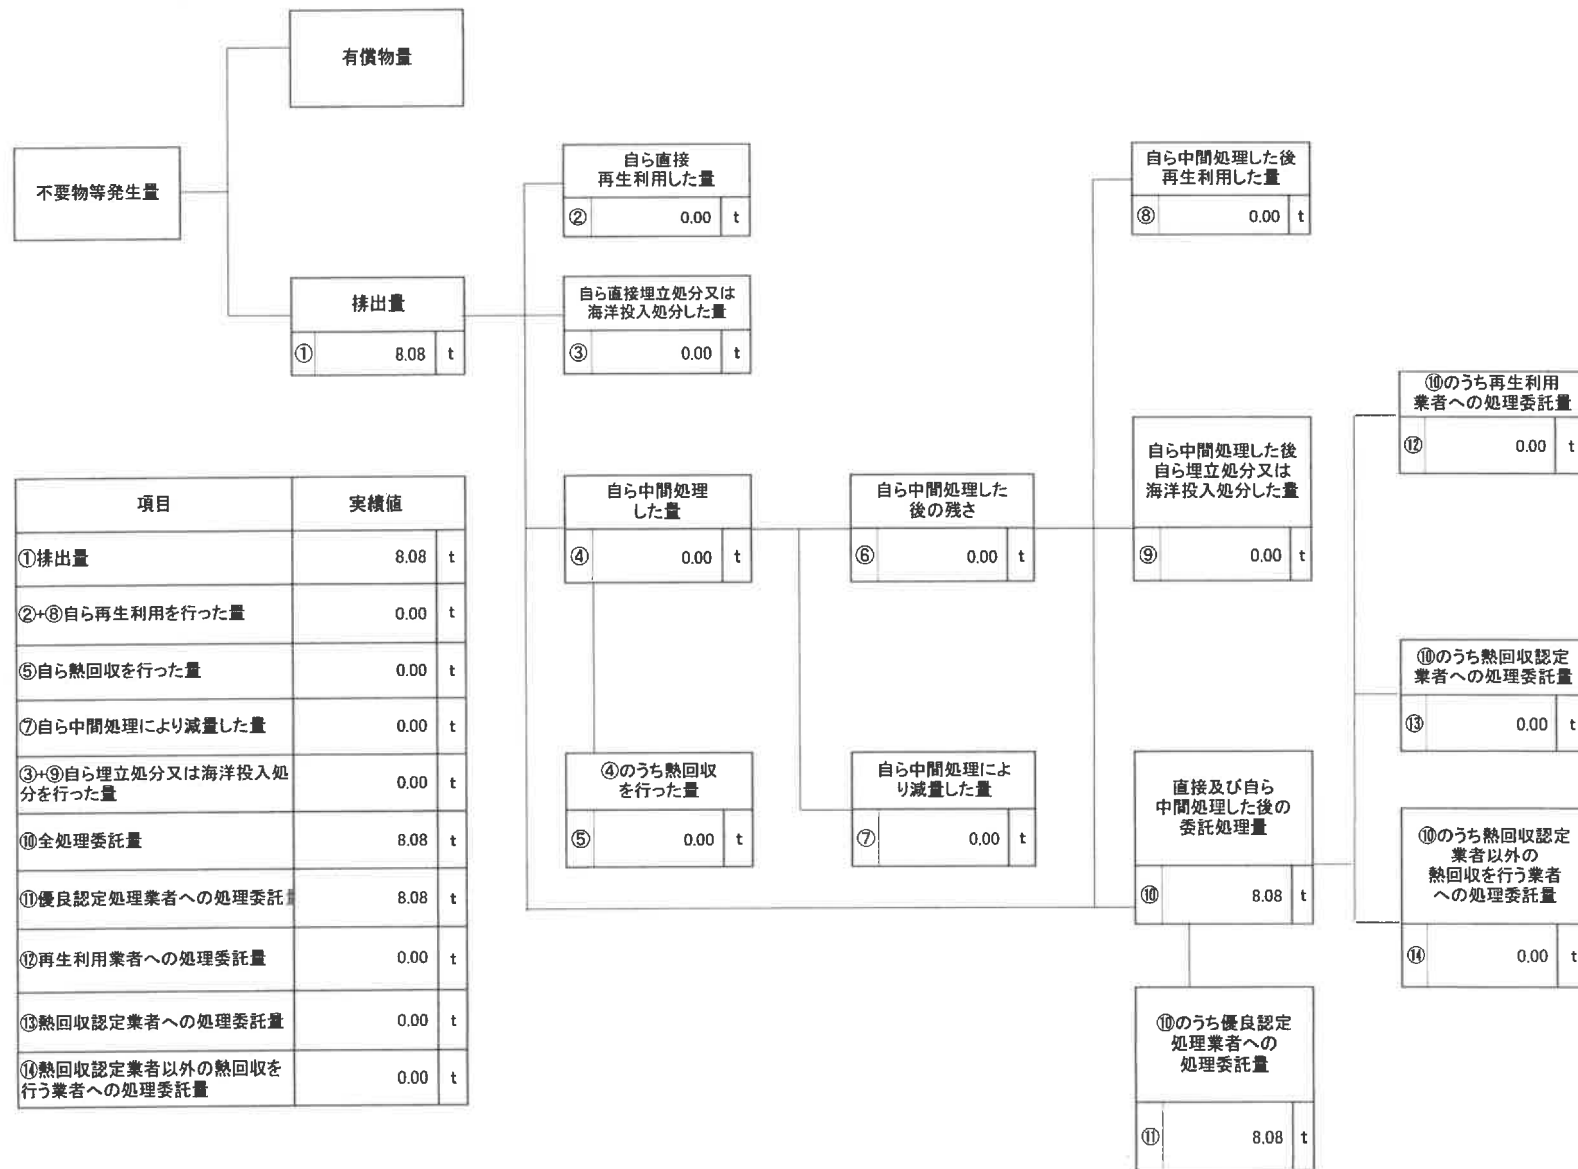 有償物量
不要物等発生量
排出量
① 8.08 t
自ら直接
再生利用した量
② 0.00 t
自ら直接埋立処分又は
海洋投入処分した量
③ 0.00 t
自ら中間処理
した量
④ 0.00 t
④のうち熱回収
を行った量
⑤ 0.00 t
自ら中間処理した
後の残さ
⑥ 0.00 t
自ら中間処理によ
り減量した量
⑦ 0.00 t
自ら中間処理した後
再生利用した量
⑧ 0.00 t
自ら中間処理した後
自ら埋立処分又は
海洋投入処分した量
⑨ 0.00 t
直接及び自ら
中間処理した後の
委託処理量
⑩ 8.08 t
⑩のうち優良認定
処理業者への
処理委託量
⑪ 8.08 t
⑩のうち再生利用
業者への処理委託量
⑫ 0.00 t
⑩のうち熱回収認定
業者への処理委託量
⑬ 0.00 t
⑩のうち熱回収認定
業者以外の
熱回収を行う業者
への処理委託量
⑭ 0.00 t
項目 実績値
①排出量 8.08 t
②+⑧自ら再生利用を行った量 0.00 t
⑤自ら熱回収を行った量 0.00 t
⑦自ら中間処理により減量した量 0.00 t
③+⑨自ら埋立処分又は海洋投入処
分を行った量 0.00 t
⑩全処理委託量 8.08 t
⑪優良認定処理業者への処理委託 8.08 t
⑫再生利用業者への処理委託量 0.00 t
⑬熱回収認定業者への処理委託量 0.00 t
⑭熱回収認定業者以外の熱回収を
行う業者への処理委託量 0.00 t